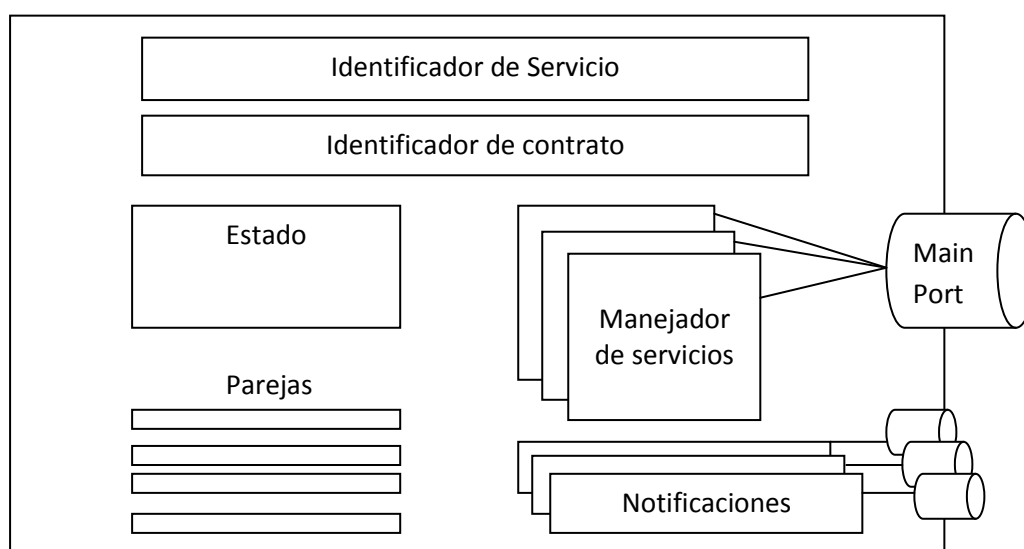 Identificador de Servicio
Identificador de contrato
Estado
Main
Port
Manejador
de servicios
Parejas
Notificaciones